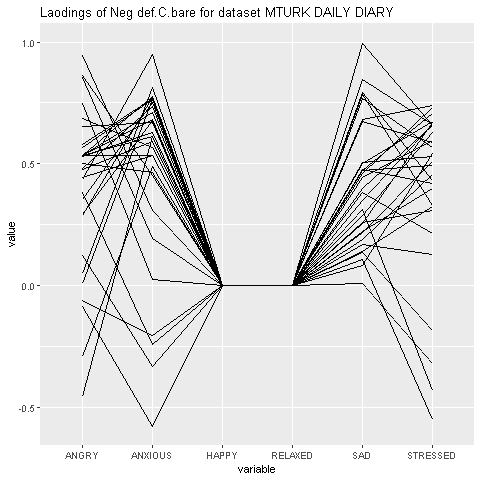 Laodings of Neg def.C.bare for dataset MTURK DAILY DIARY
1.0
0.5
0.0
-0.5
value
ANGRY ANXIOUS HAPPY RELAXED SAD STRESSED
variable